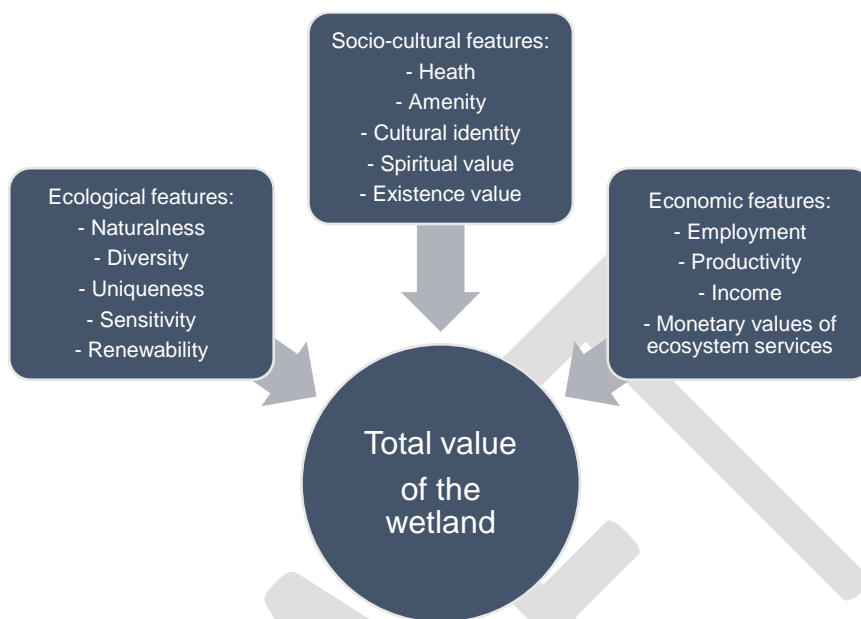 Socio-cultural features:
- Heath
- Amenity
- Cultural identity
- Spiritual value
- Existence value
Ecological features:
- Naturalness
- Diversity
- Uniqueness
- Sensitivity
- Renewability
Economic features:
- Employment
- Productivity
- Income
- Monetary values of
ecosystem services
Total value
of the
wetland